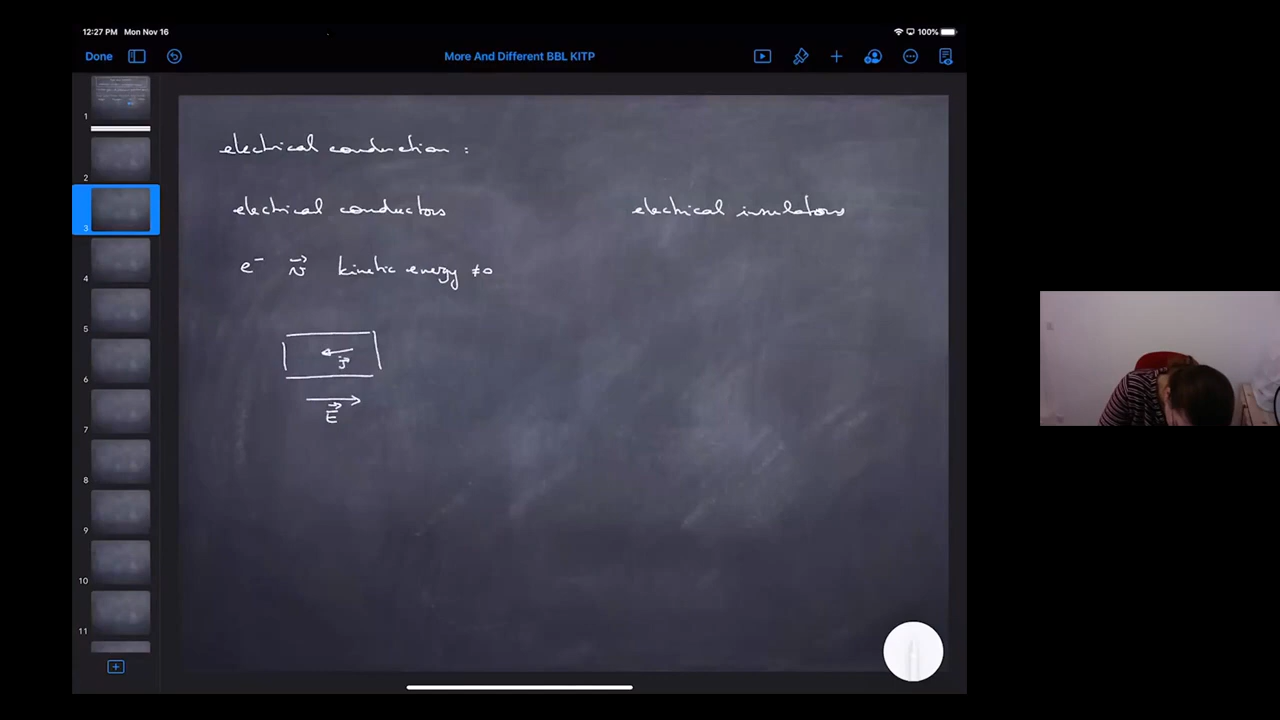 12:27 PM Mon Nov 16
100%
Done
More And Different BBL KITP
1
2
3
4
5
6
7
8
9
10
11
electrical conduction :
electrical conductors
electrical insulators
e⁻ v⃗ kinetic energy ≠0
j⃗
E⃗